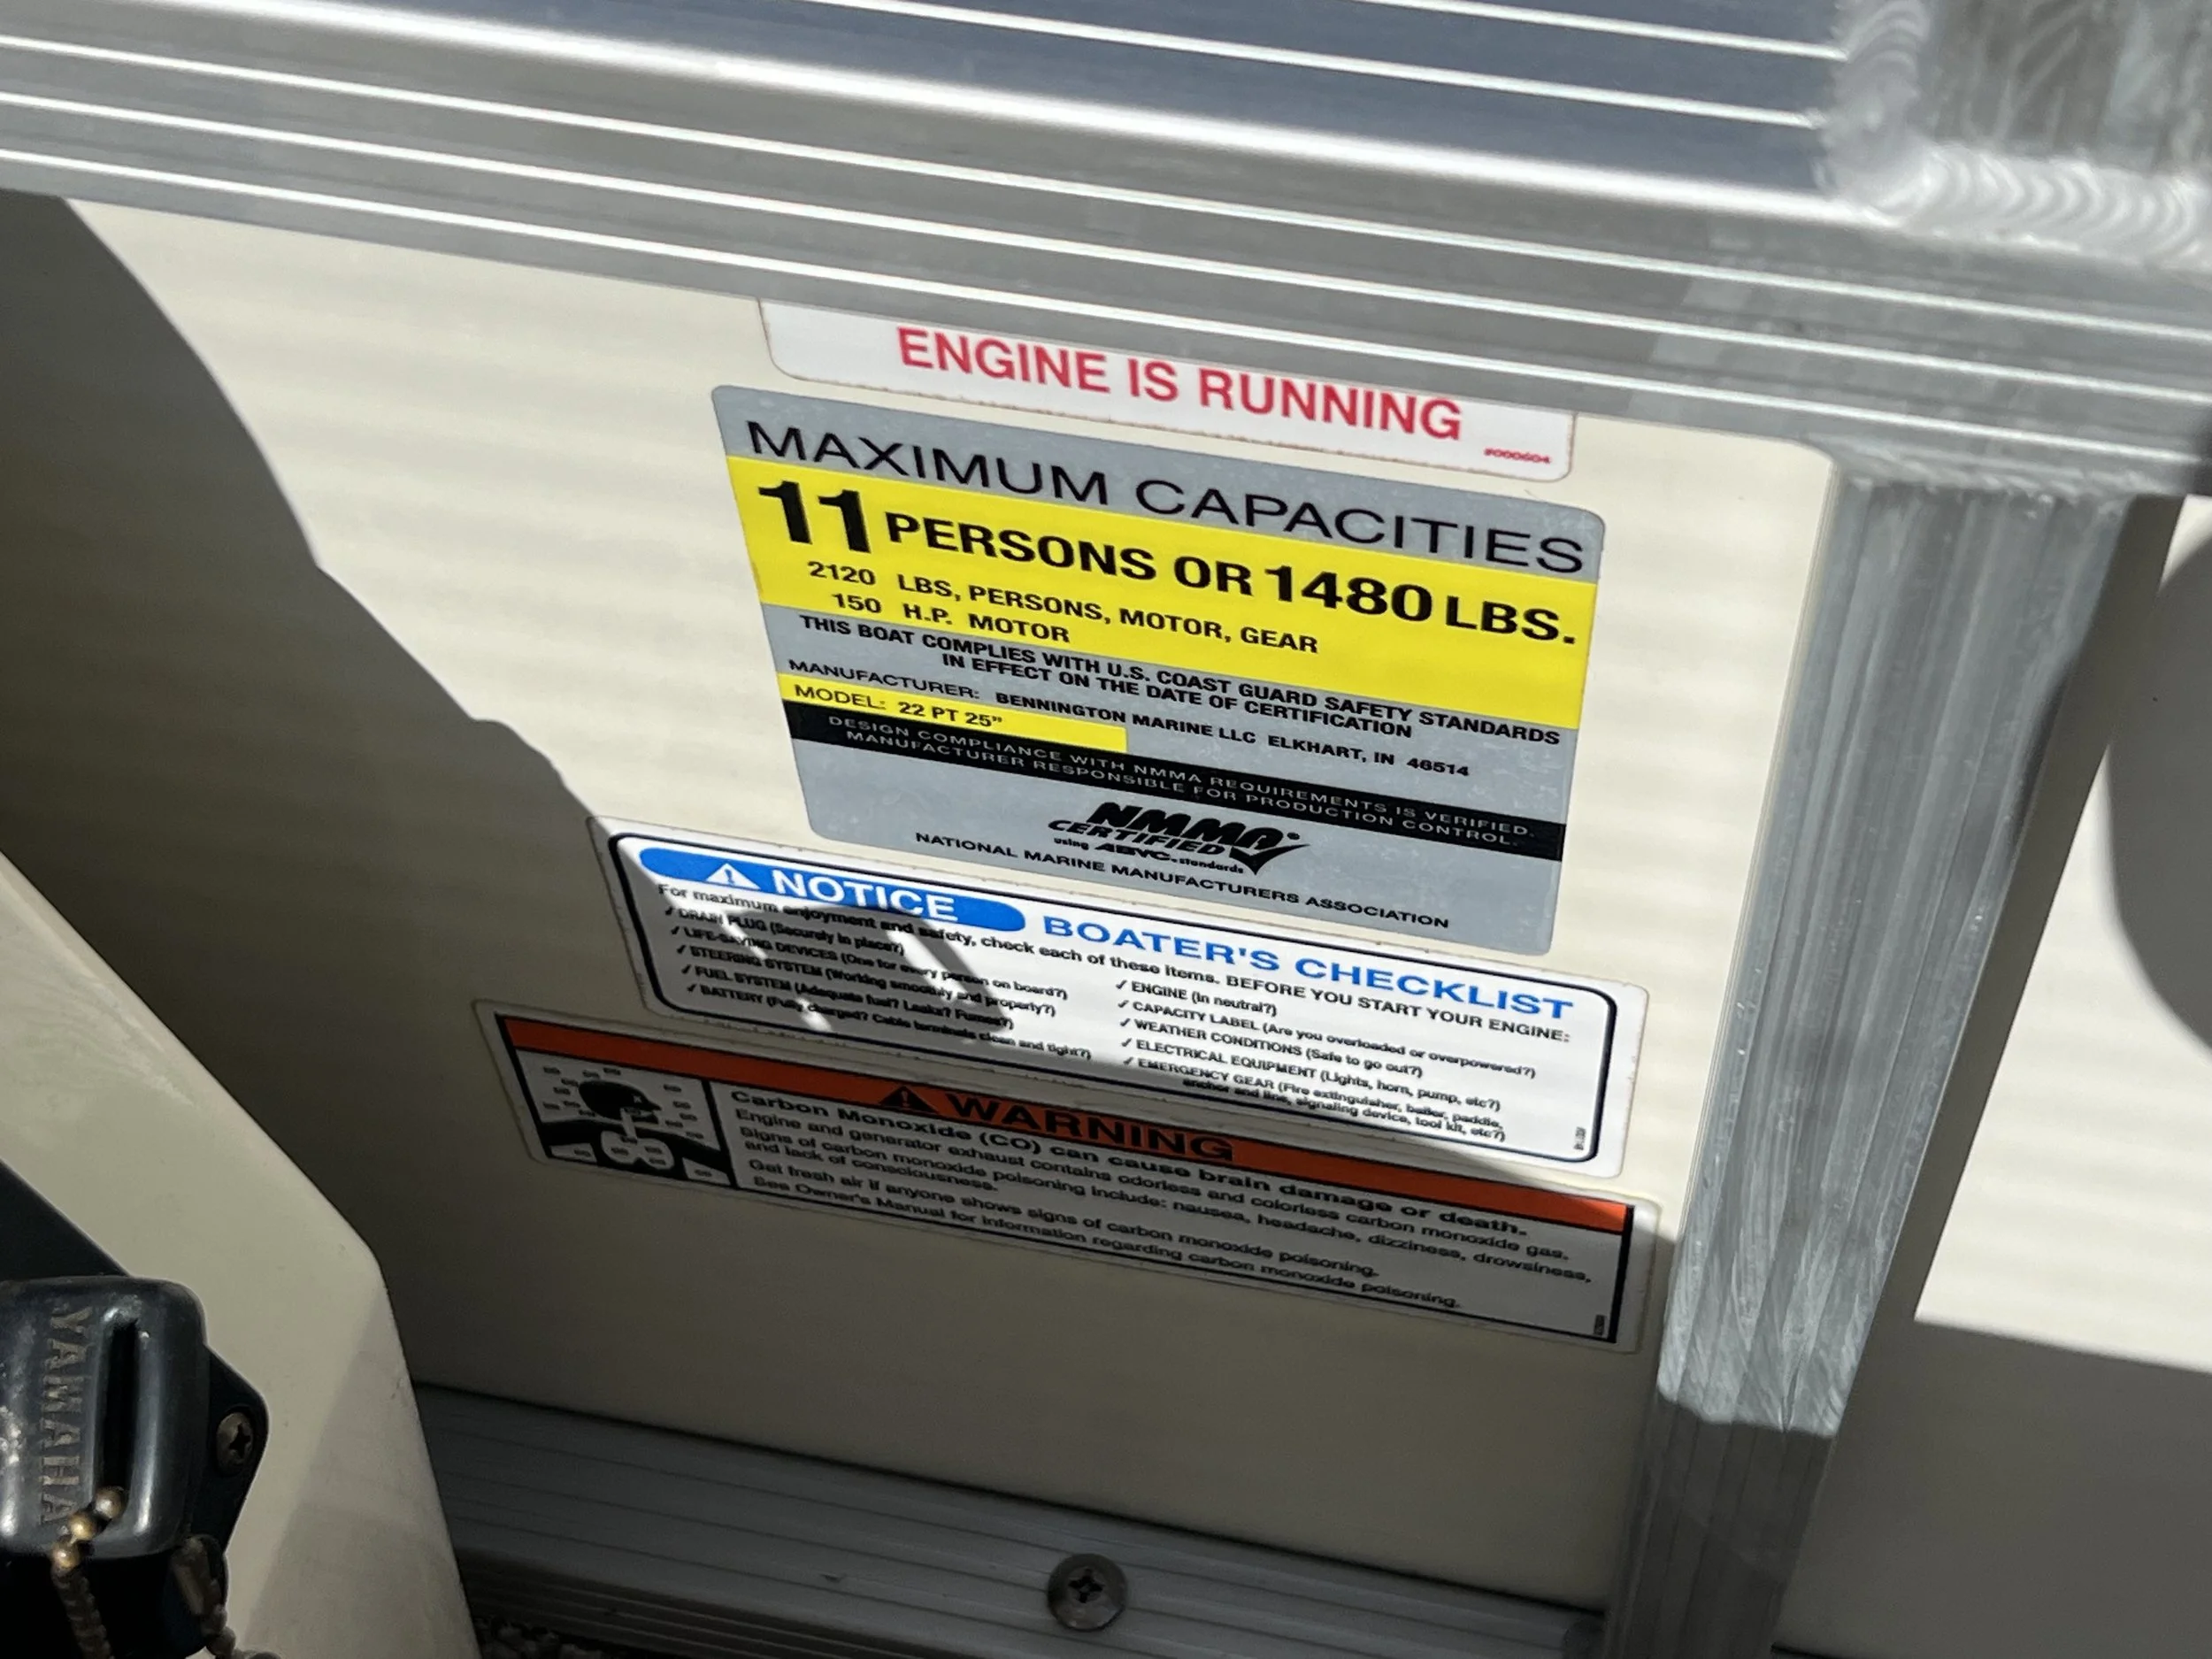 ENGINE IS RUNNING
#000604
MAXIMUM CAPACITIES
11 PERSONS OR 1480 LBS.
2120 LBS, PERSONS, MOTOR, GEAR
150 H.P. MOTOR
THIS BOAT COMPLIES WITH U.S. COAST GUARD SAFETY STANDARDS
IN EFFECT ON THE DATE OF CERTIFICATION
MANUFACTURER: BENNINGTON MARINE LLC ELKHART, IN 46514
MODEL: 22 PT 25"
DESIGN COMPLIANCE WITH NMMA REQUIREMENTS IS VERIFIED.
MANUFACTURER RESPONSIBLE FOR PRODUCTION CONTROL.
NMMA
CERTIFIED
using ABYC standards
NATIONAL MARINE MANUFACTURERS ASSOCIATION
NOTICE BOATER'S CHECKLIST
For maximum enjoyment and safety, check each of these items. BEFORE YOU START YOUR ENGINE:
✓ DRAIN PLUG (Securely in place?)
✓ LIFE-SAVING DEVICES (One for every person on board?)
✓ STEERING SYSTEM (Working smoothly and properly?)
✓ FUEL SYSTEM (Adequate fuel? Leaks? Fumes?)
✓ BATTERY (Fully charged? Cable terminals clean and tight?)
✓ ENGINE (In neutral?)
✓ CAPACITY LABEL (Are you overloaded or overpowered?)
✓ WEATHER CONDITIONS (Safe to go out?)
✓ ELECTRICAL EQUIPMENT (Lights, horn, pump, etc?)
✓ EMERGENCY GEAR (Fire extinguisher, bailer, paddle,
anchor and line, signaling device, tool kit, etc?)
WARNING
Carbon Monoxide (CO) can cause brain damage or death.
Engine and generator exhaust contains odorless and colorless carbon monoxide gas.
Signs of carbon monoxide poisoning include: nausea, headache, dizziness, drowsiness,
and lack of consciousness.
Get fresh air if anyone shows signs of carbon monoxide poisoning.
See Owner's Manual for information regarding carbon monoxide poisoning.
YAMAHA